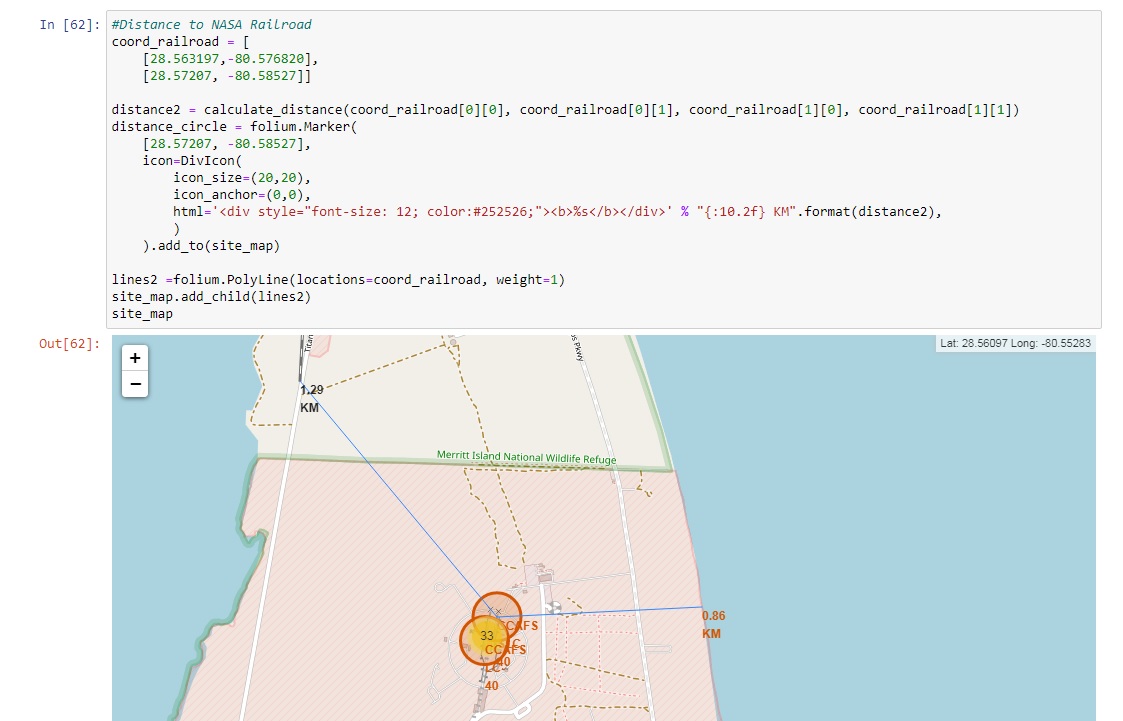 In [62]:
#Distance to NASA Railroad
coord_railroad = [
    [28.563197,-80.576820],
    [28.57207, -80.58527]]
distance2 = calculate_distance(coord_railroad[0][0], coord_railroad[0][1], coord_railroad[1][0], coord_railroad[1][1])
distance_circle = folium.Marker(
    [28.57207, -80.58527],
    icon=DivIcon(
        icon_size=(20,20),
        icon_anchor=(0,0),
        html='<div style="font-size: 12; color:#252526;"><b>%s</b></div>' % "{:10.2f} KM".format(distance2),
        )
    ).add_to(site_map)
lines2 =folium.PolyLine(locations=coord_railroad, weight=1)
site_map.add_child(lines2)
site_map
Out[62]:
+
−
Titan
s Pkwy
Lat: 28.56097 Long: -80.55283
1.29
KM
Merritt Island National Wildlife Refuge
0.86
KM
CCAFS
33
CCAFS
40
40